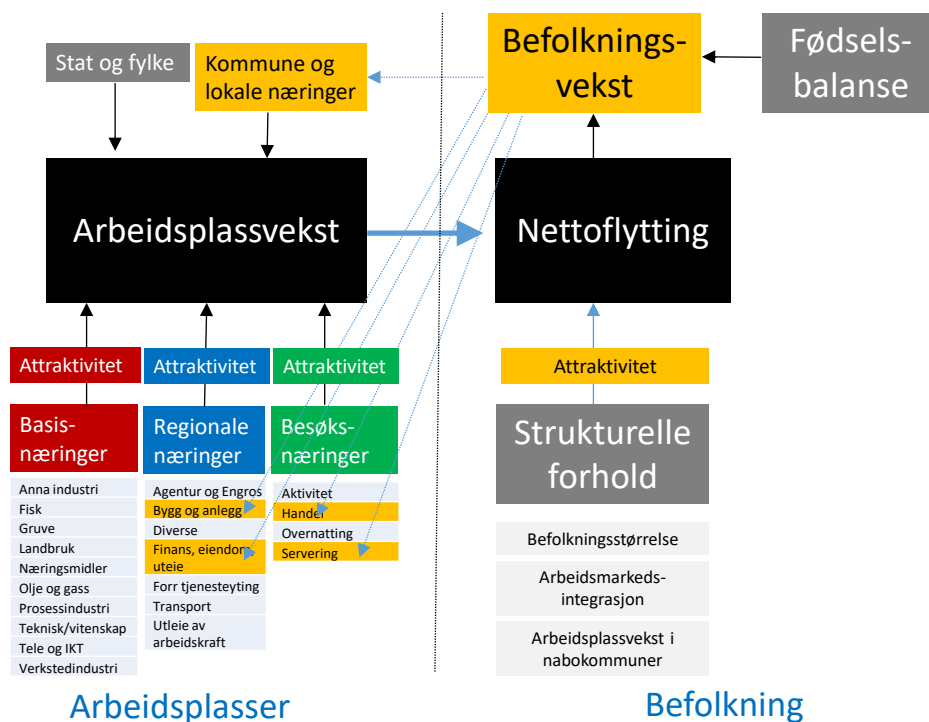 Stat og fylke
Kommune og
lokale næringer
Befolknings-
vekst
Fødsels-
balanse
Arbeidsplassvekst
Nettoflytting
Attraktivitet
Attraktivitet
Attraktivitet
Attraktivitet
Basis-
næringer
Regionale
næringer
Besøks-
næringer
Strukturelle
forhold
Anna industri
Fisk
Gruve
Landbruk
Næringsmidler
Olje og gass
Prosessindustri
Teknisk/vitenskap
Tele og IKT
Verkstedindustri
Agentur og Engros
Bygg og anlegg
Diverse
Finans, eiendom,
uteie
Forr tjenesteyting
Transport
Utleie av
arbeidskraft
Aktivitet
Handel
Overnatting
Servering
Befolkningsstørrelse
Arbeidsmarkeds-
integrasjon
Arbeidsplassvekst i
nabokommuner
Arbeidsplasser
Befolkning